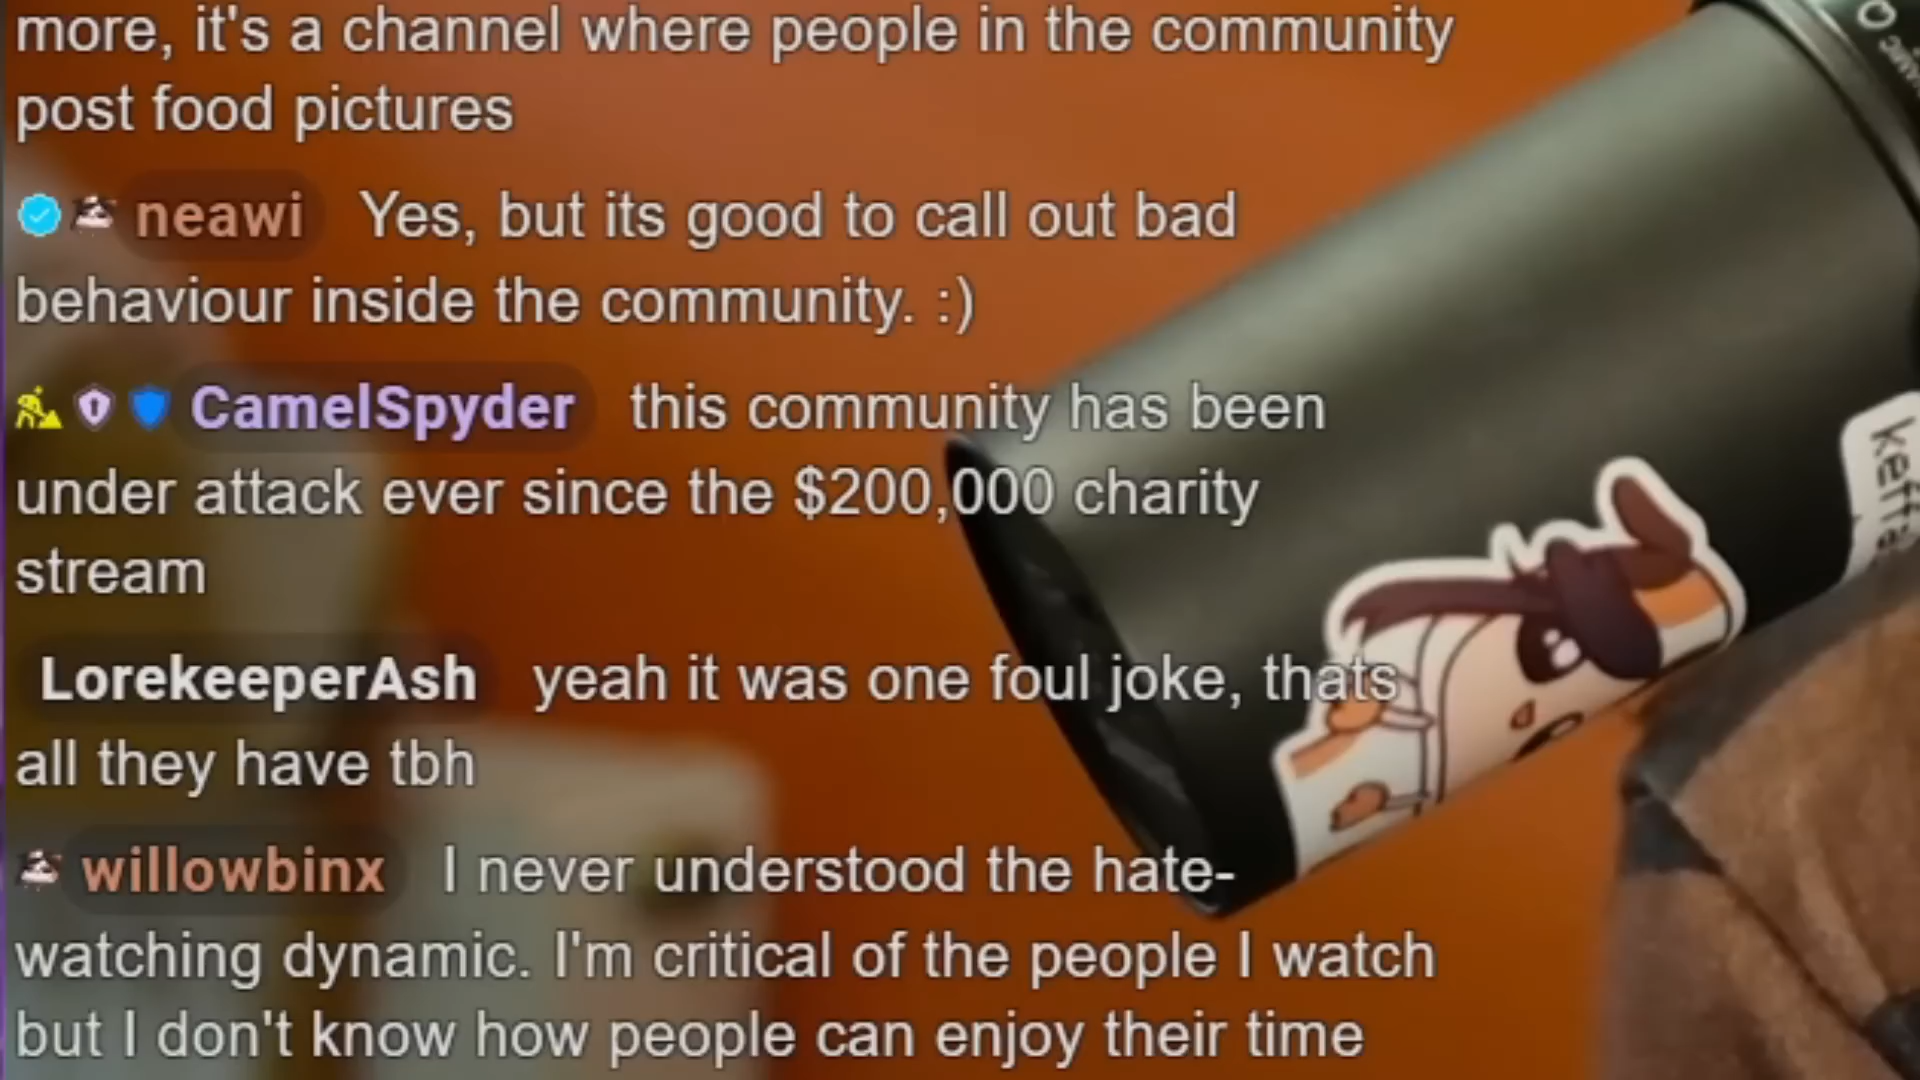 more, it's a channel where people in the community
post food pictures
neawi Yes, but its good to call out bad
behaviour inside the community. :)
CamelSpyder this community has been
under attack ever since the $200,000 charity
stream
LorekeeperAsh yeah it was one foul joke, thats
all they have tbh
willowbinx I never understood the hate-
watching dynamic. I'm critical of the people I watch
but I don't know how people can enjoy their time